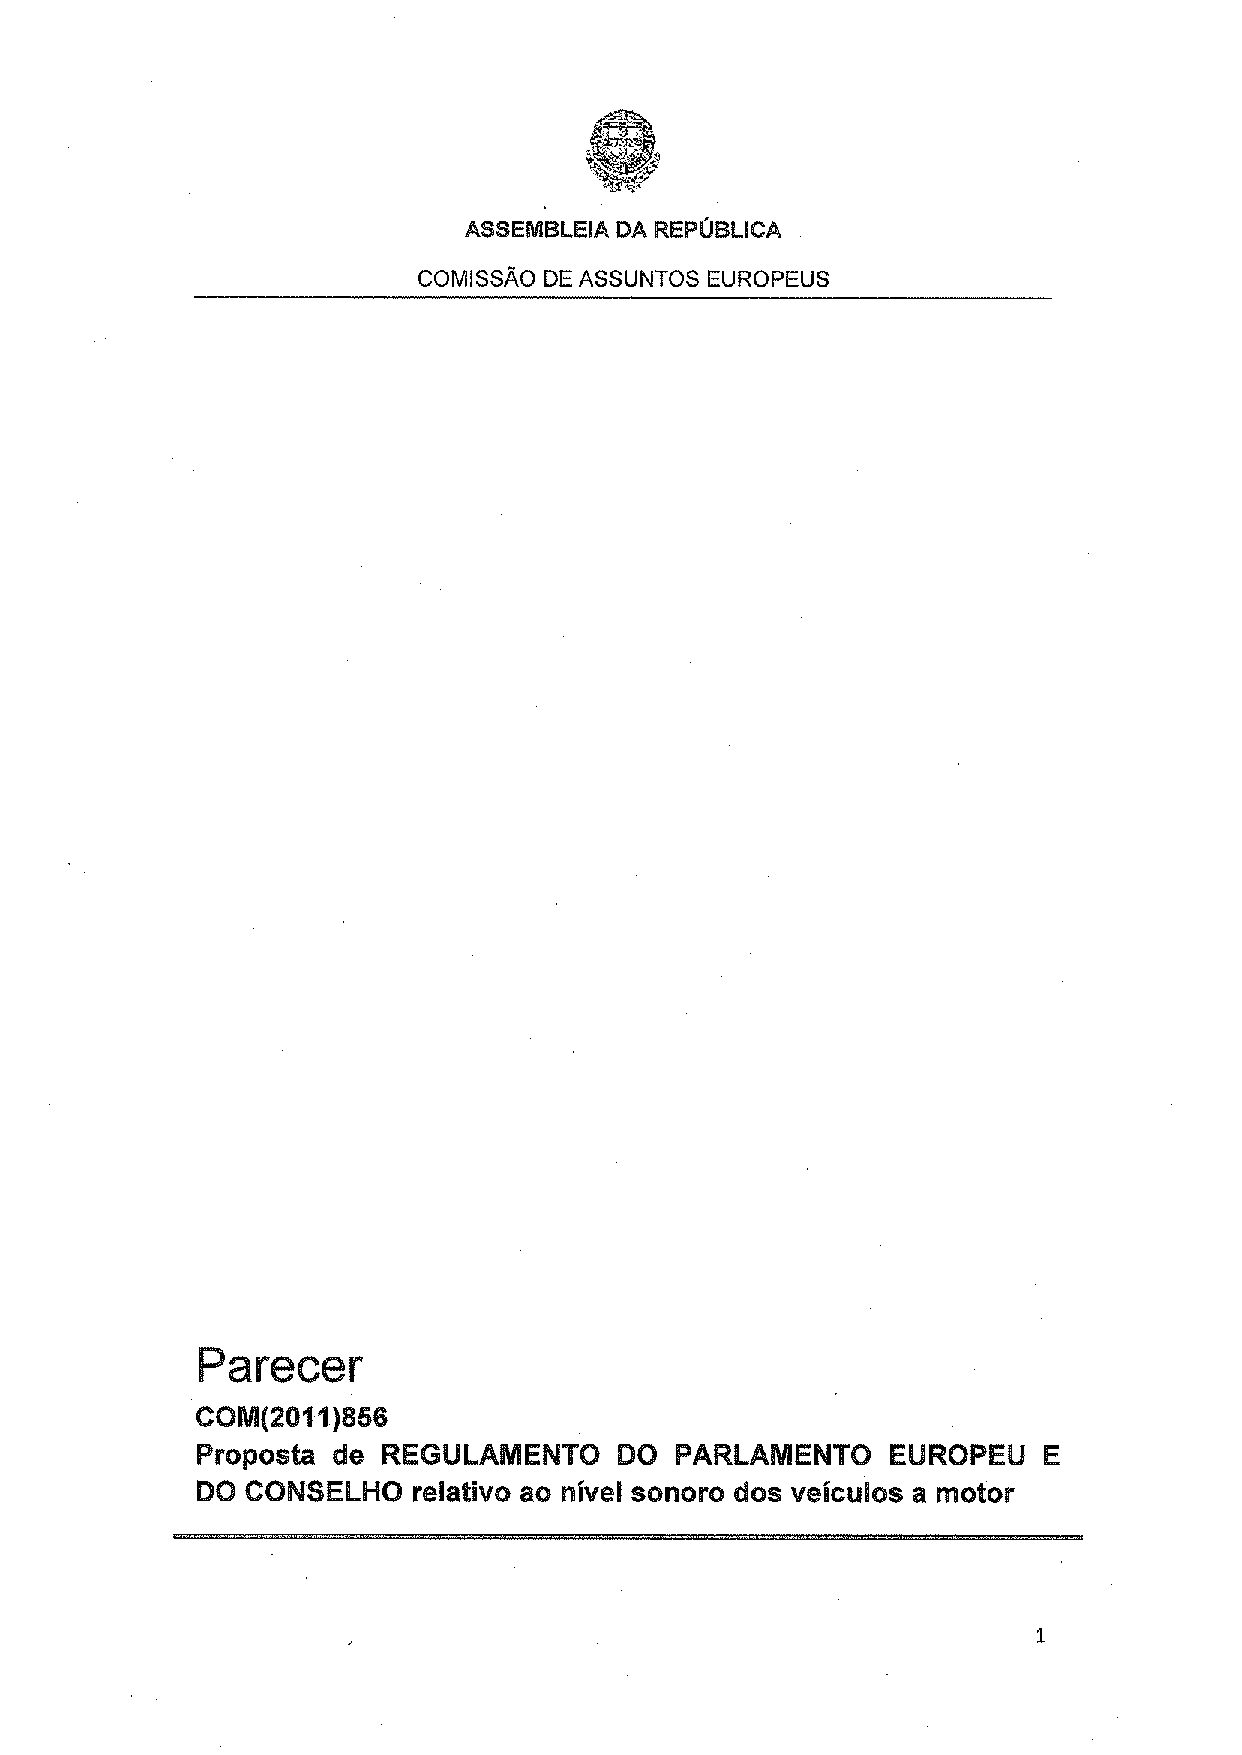 ASSEMBLEIA DA REPÚBLICA
COMISSÃO DE ASSUNTOS EUROPEUS
Parecer
COM(2011)856
Proposta de REGULAMENTO DO PARLAMENTO EUROPEU E
DO CONSELHO relativo ao nível sonoro dos veículos a motor
1